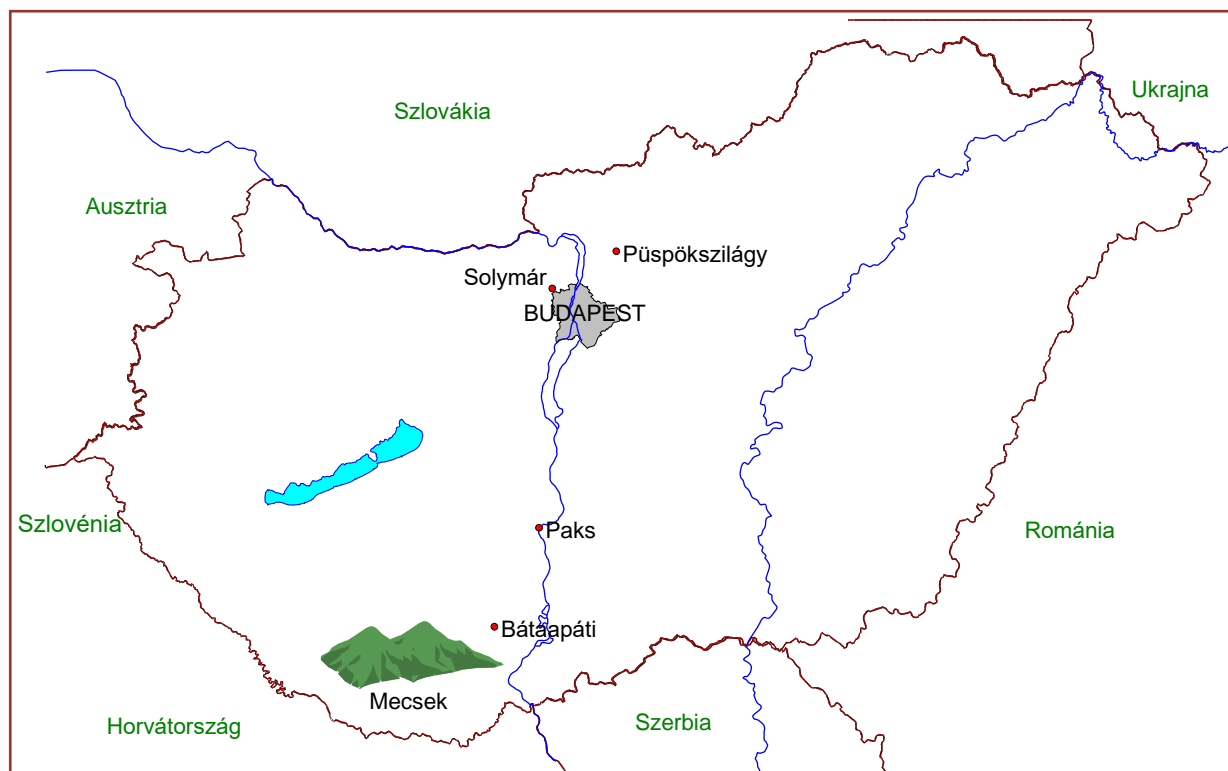 Ukrajna
Szlovákia
Ausztria
Püspökszilágy
Solymár
BUDAPEST
Szlovénia
Paks
Románia
Bátaapáti
Mecsek
Horvátország
Szerbia